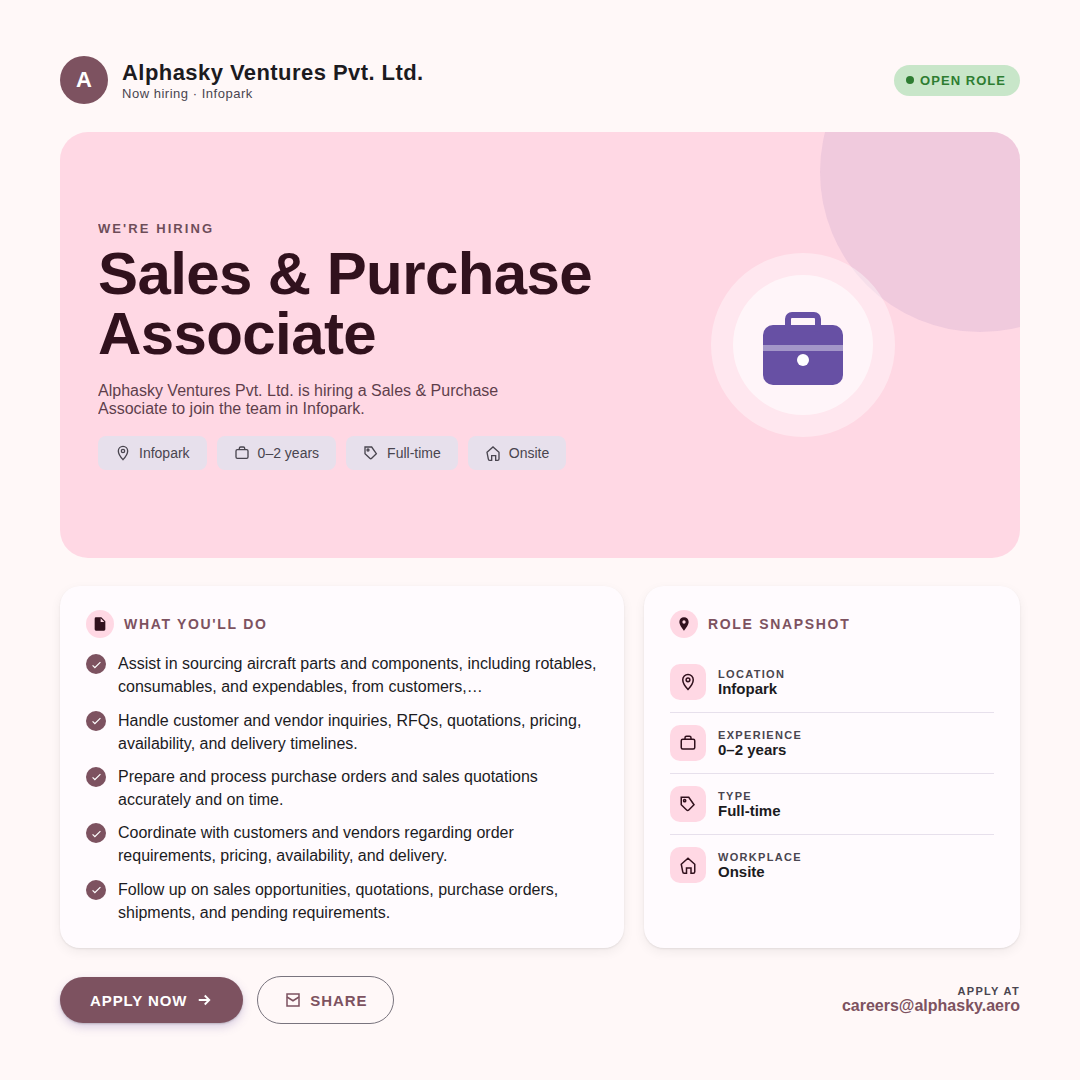 A
Alphasky Ventures Pvt. Ltd.
Now hiring · Infopark
OPEN ROLE
WE'RE HIRING
Sales & Purchase
Associate
Alphasky Ventures Pvt. Ltd. is hiring a Sales & Purchase
Associate to join the team in Infopark.
Infopark
0–2 years
Full-time
Onsite
WHAT YOU'LL DO
Assist in sourcing aircraft parts and components, including rotables,
consumables, and expendables, from customers,…
Handle customer and vendor inquiries, RFQs, quotations, pricing,
availability, and delivery timelines.
Prepare and process purchase orders and sales quotations
accurately and on time.
Coordinate with customers and vendors regarding order
requirements, pricing, availability, and delivery.
Follow up on sales opportunities, quotations, purchase orders,
shipments, and pending requirements.
ROLE SNAPSHOT
LOCATION
Infopark
EXPERIENCE
0–2 years
TYPE
Full-time
WORKPLACE
Onsite
APPLY NOW
SHARE
APPLY AT
careers@alphasky.aero